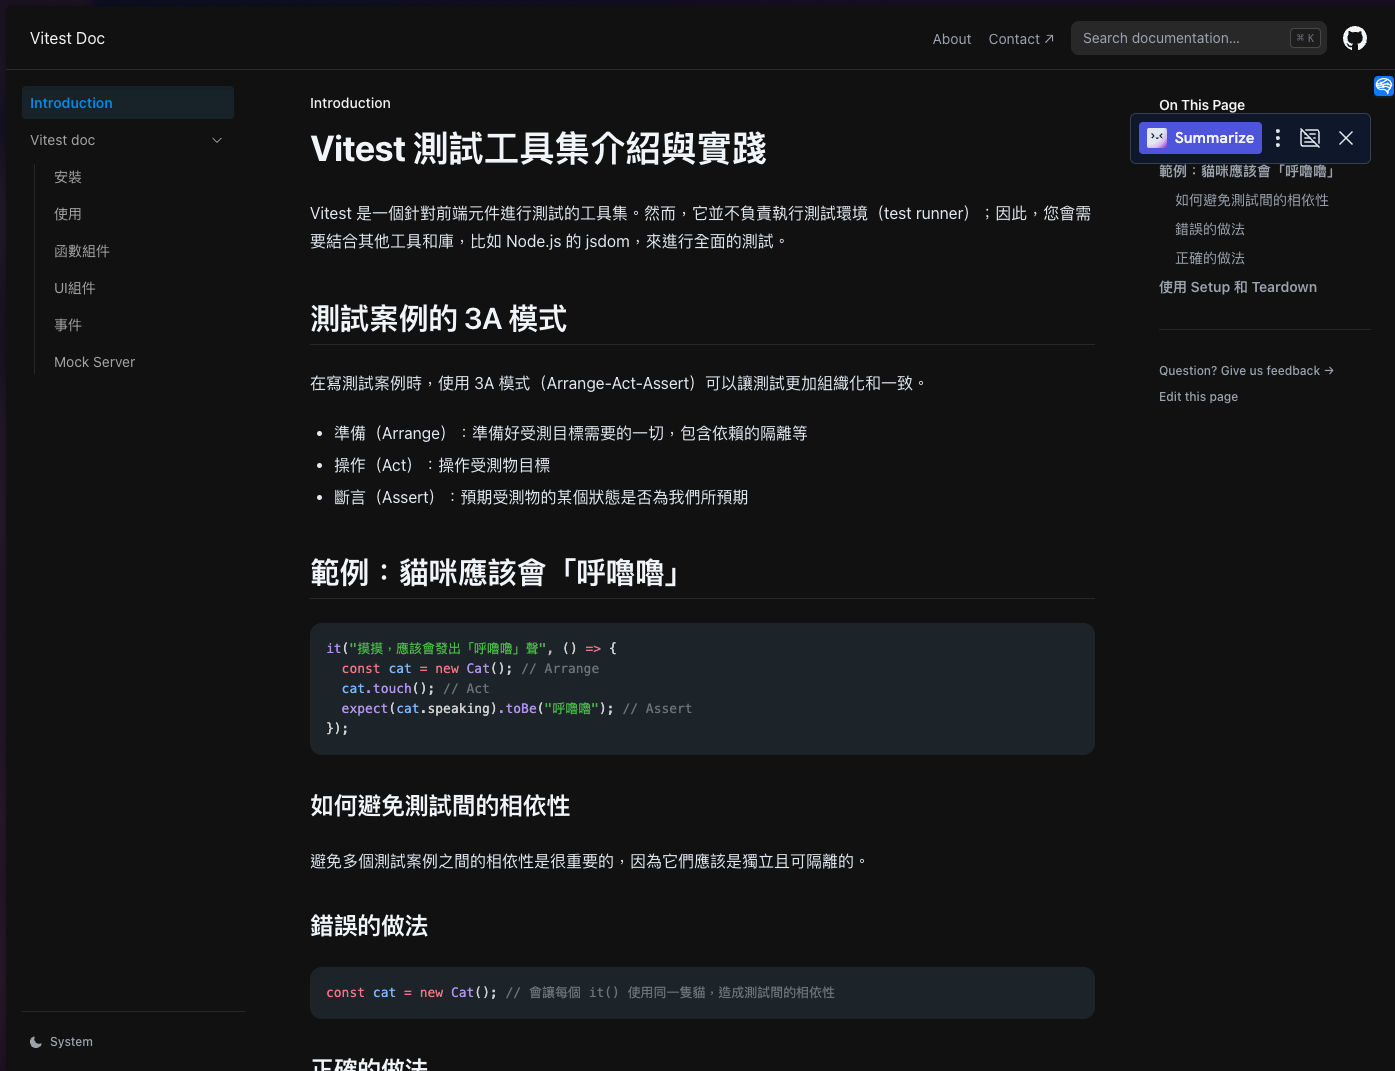 Vitest Doc
About
Contact ↗
Search documentation...
⌘ K
Introduction
Vitest doc
安裝
使用
函數組件
UI組件
事件
Mock Server
System
Introduction
Vitest 測試工具集介紹與實踐
Vitest 是一個針對前端元件進行測試的工具集。然而，它並不負責執行測試環境（test runner）；因此，您會需
要結合其他工具和庫，比如 Node.js 的 jsdom，來進行全面的測試。
測試案例的 3A 模式
在寫測試案例時，使用 3A 模式（Arrange-Act-Assert）可以讓測試更加組織化和一致。
• 準備（Arrange）：準備好受測目標需要的一切，包含依賴的隔離等
• 操作（Act）：操作受測物目標
• 斷言（Assert）：預期受測物的某個狀態是否為我們所預期
範例：貓咪應該會「呼嚕嚕」
it("摸摸，應該會發出「呼嚕嚕」聲", () => {
  const cat = new Cat(); // Arrange
  cat.touch(); // Act
  expect(cat.speaking).toBe("呼嚕嚕"); // Assert
});
如何避免測試間的相依性
避免多個測試案例之間的相依性是很重要的，因為它們應該是獨立且可隔離的。
錯誤的做法
const cat = new Cat(); // 會讓每個 it() 使用同一隻貓，造成測試間的相依性
正確的做法
On This Page
Summarize
範例：貓咪應該會「呼嚕嚕」
如何避免測試間的相依性
錯誤的做法
正確的做法
使用 Setup 和 Teardown
Question? Give us feedback →
Edit this page